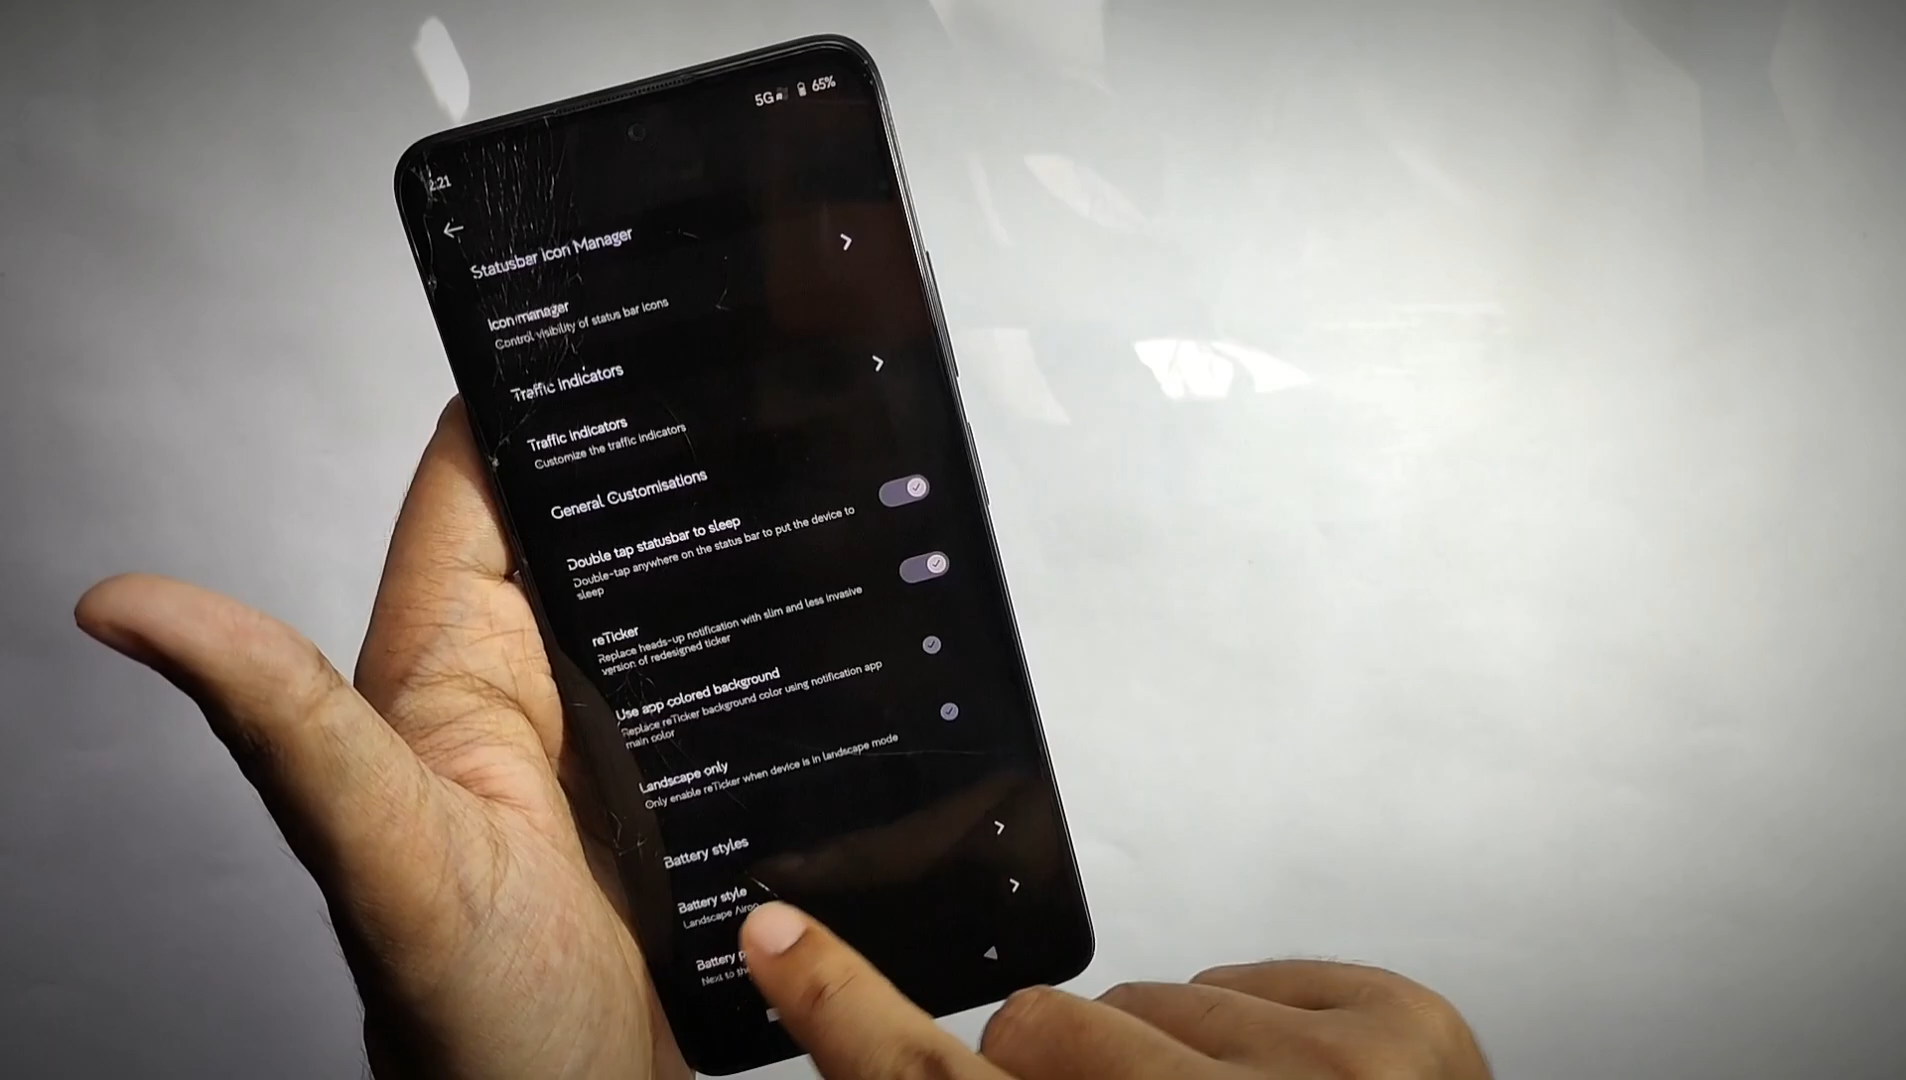 5G 65%
2:21
Statusbar Icon Manager
Icon manager
Control visibility of status bar icons
Traffic Indicators
Traffic indicators
Customize the traffic indicators
General Customisations
Double tap statusbar to sleep
Double-tap anywhere on the status bar to put the device to
sleep
reTicker
Replace heads-up notification with slim and less invasive
version of redesigned ticker
Use app colored background
Replace reTicker background color using notification app
main color
Landscape only
Only enable reTicker when device is in landscape mode
Battery styles
Battery style
Landscape
Battery
Next to